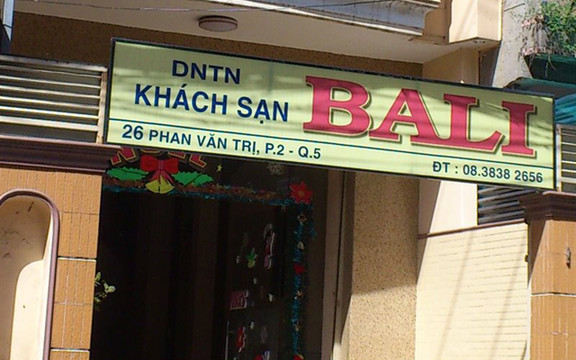 DNTN
KHÁCH SẠN
BALI
26 PHAN VĂN TRỊ, P.2 - Q.5
ĐT : 08.3838 2656